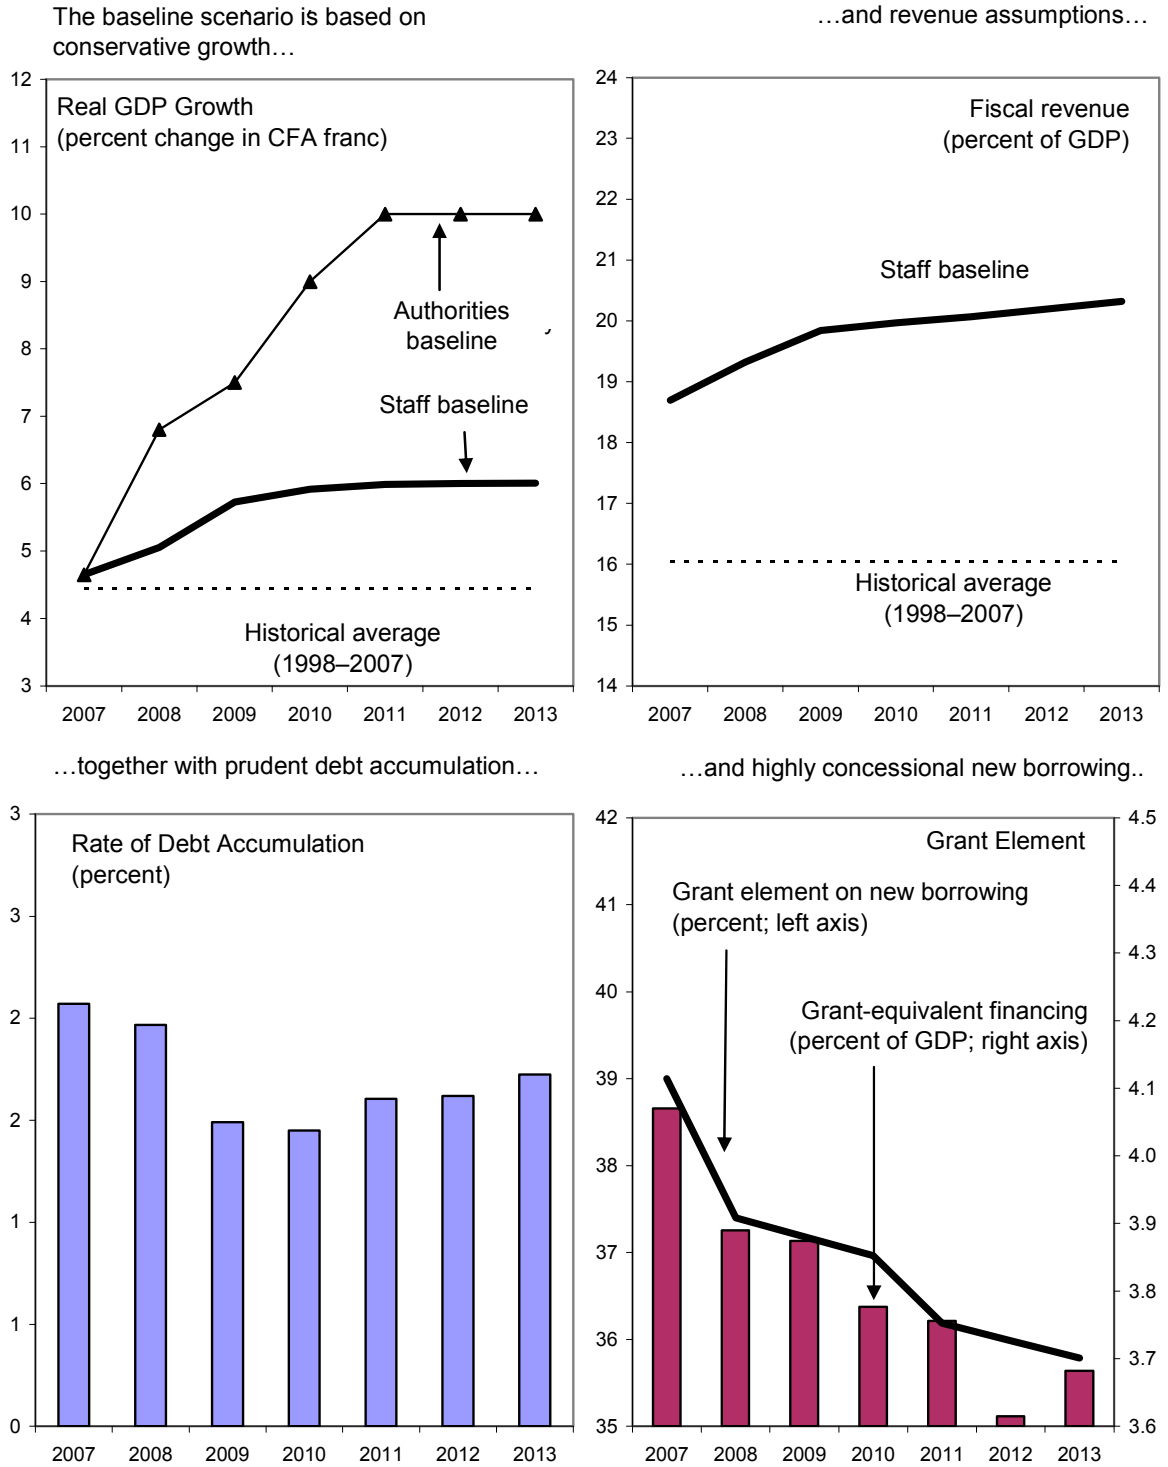 The baseline scenario is based on
conservative growth…
…and revenue assumptions…
12
11
10
9
8
7
6
5
4
3
Real GDP Growth
(percent change in CFA franc)
Authorities
baseline
Staff baseline
Historical average
(1998–2007)
2007 2008 2009 2010 2011 2012 2013
24
23
22
21
20
19
18
17
16
15
14
Fiscal revenue
(percent of GDP)
Staff baseline
Historical average
(1998–2007)
2007 2008 2009 2010 2011 2012 2013
…together with prudent debt accumulation…
…and highly concessional new borrowing..
3
3
2
2
1
1
0
Rate of Debt Accumulation
(percent)
2007 2008 2009 2010 2011 2012 2013
42
41
40
39
38
37
36
35
Grant Element
Grant element on new borrowing
(percent; left axis)
Grant-equivalent financing
(percent of GDP; right axis)
4.5
4.4
4.3
4.2
4.1
4.0
3.9
3.8
3.7
3.6
2007 2008 2009 2010 2011 2012 2013